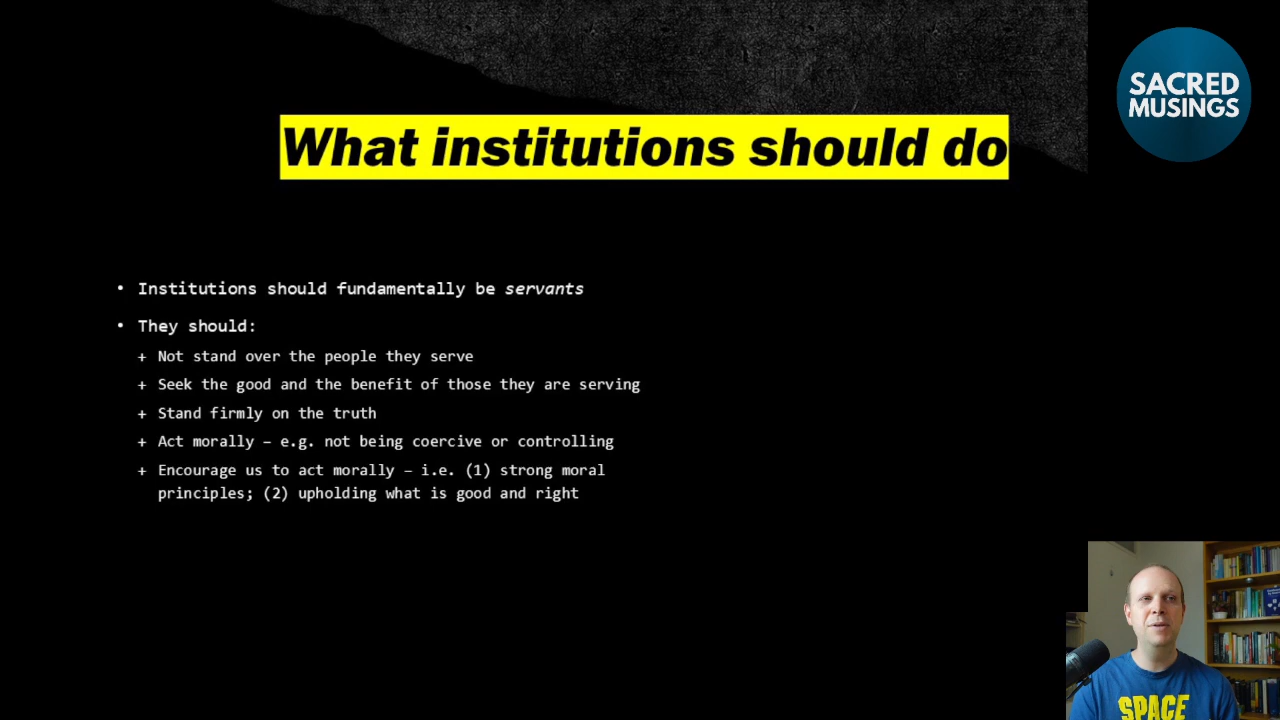 SACRED
MUSINGS
What institutions should do
• Institutions should fundamentally be servants
• They should:
+ Not stand over the people they serve
+ Seek the good and the benefit of those they are serving
+ Stand firmly on the truth
+ Act morally – e.g. not being coercive or controlling
+ Encourage us to act morally – i.e. (1) strong moral
principles; (2) upholding what is good and right
SPACE